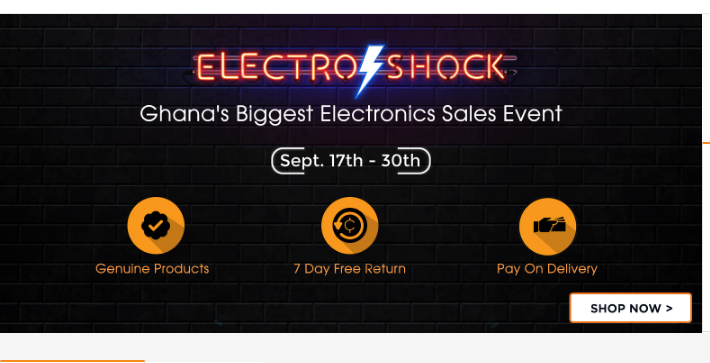 ELECTRO SHOCK
Ghana's Biggest Electronics Sales Event
Sept. 17th - 30th
Genuine Products
7 Day Free Return
Pay On Delivery
SHOP NOW >